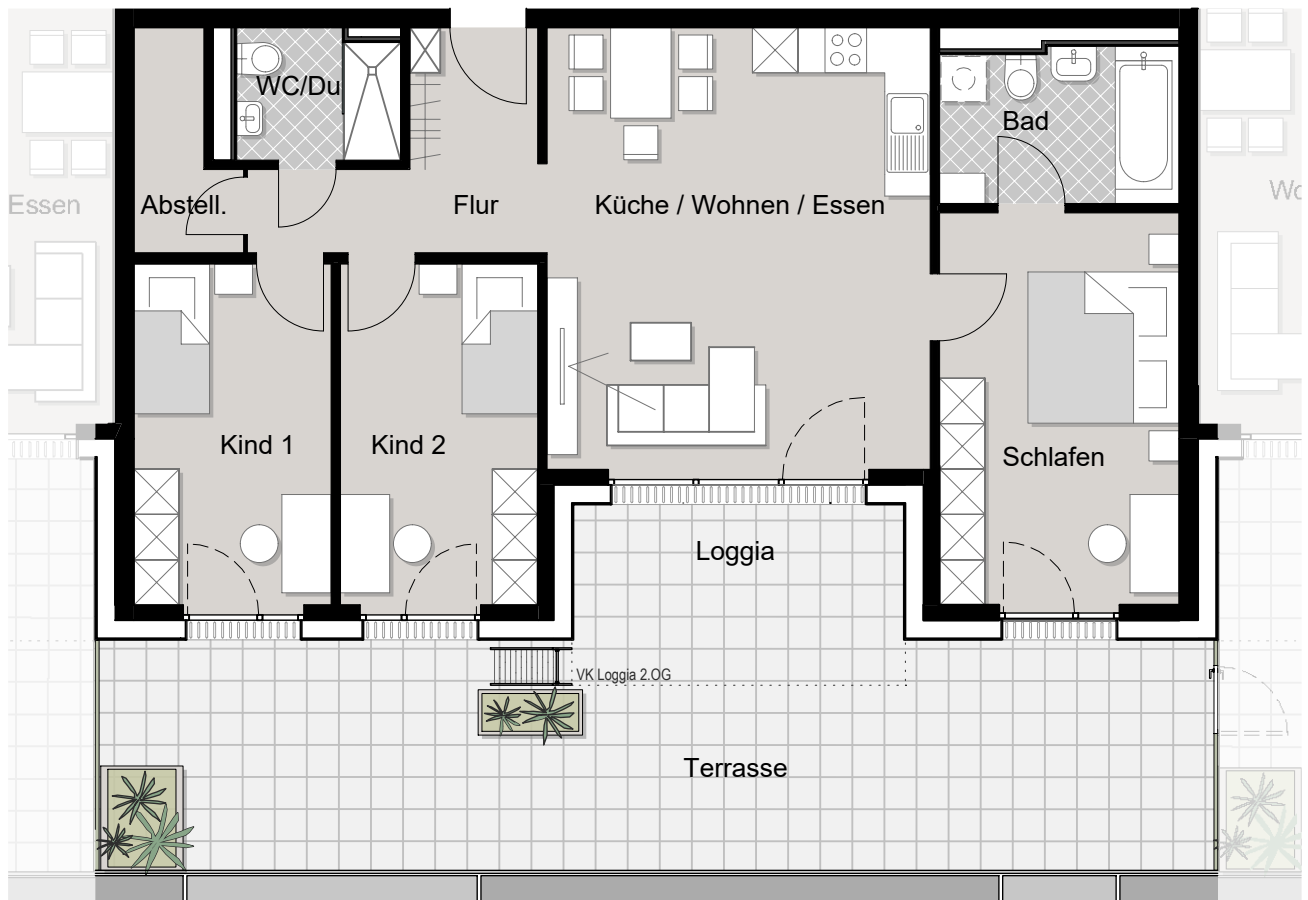 WC/Du
Bad
Essen
Abstell.
Flur
Küche / Wohnen / Essen
Wo
Kind 1
Kind 2
Schlafen
Loggia
VK Loggia 2.OG
Terrasse